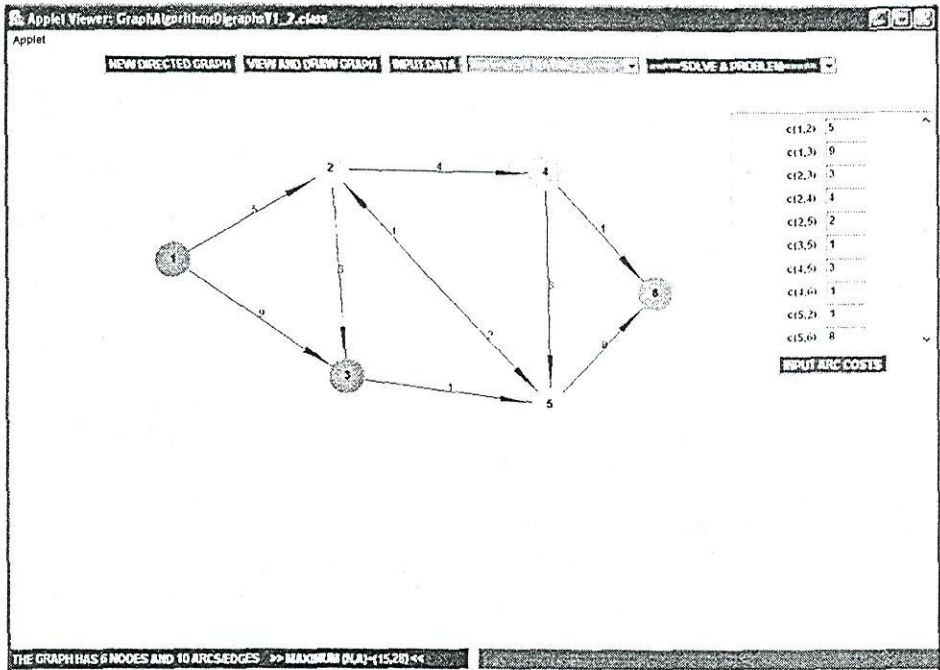 Applet Viewer: GraphAlgorithmsDigraphsV1_2.class
Applet
NEW DIRECTED GRAPH VIEW AND DRAW GRAPH INPUT DATA SOLVE A PROBLEM
c(1,2) 5
c(1,3) 9
c(2,3) 3
c(2,4) 4
c(2,5) 2
c(3,5) 1
c(4,5) 3
c(4,6) 1
c(5,2) 1
c(5,6) 8
INPUT ARC COSTS
2 4 4
5 1 1
1 3 3 6
9 2 8
3 1 5
THE GRAPH HAS 6 NODES AND 10 ARCS/EDGES >> MAXIMUM (N,A)=(15,28) <<